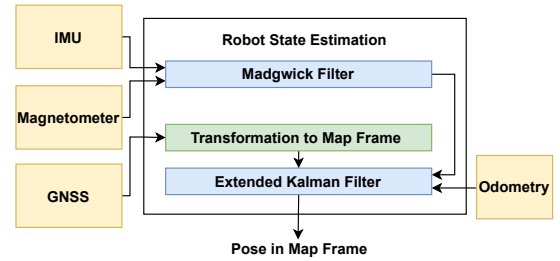 IMU
Robot State Estimation
Madgwick Filter
Magnetometer
Transformation to Map Frame
Extended Kalman Filter
GNSS
Odometry
Pose in Map Frame